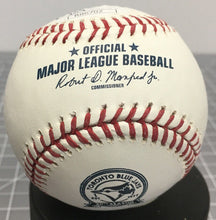 OFFICIAL
MAJOR LEAGUE BASEBALL
Robert D. Manfred Jr.
COMMISSIONER
TORONTO BLUE JAYS